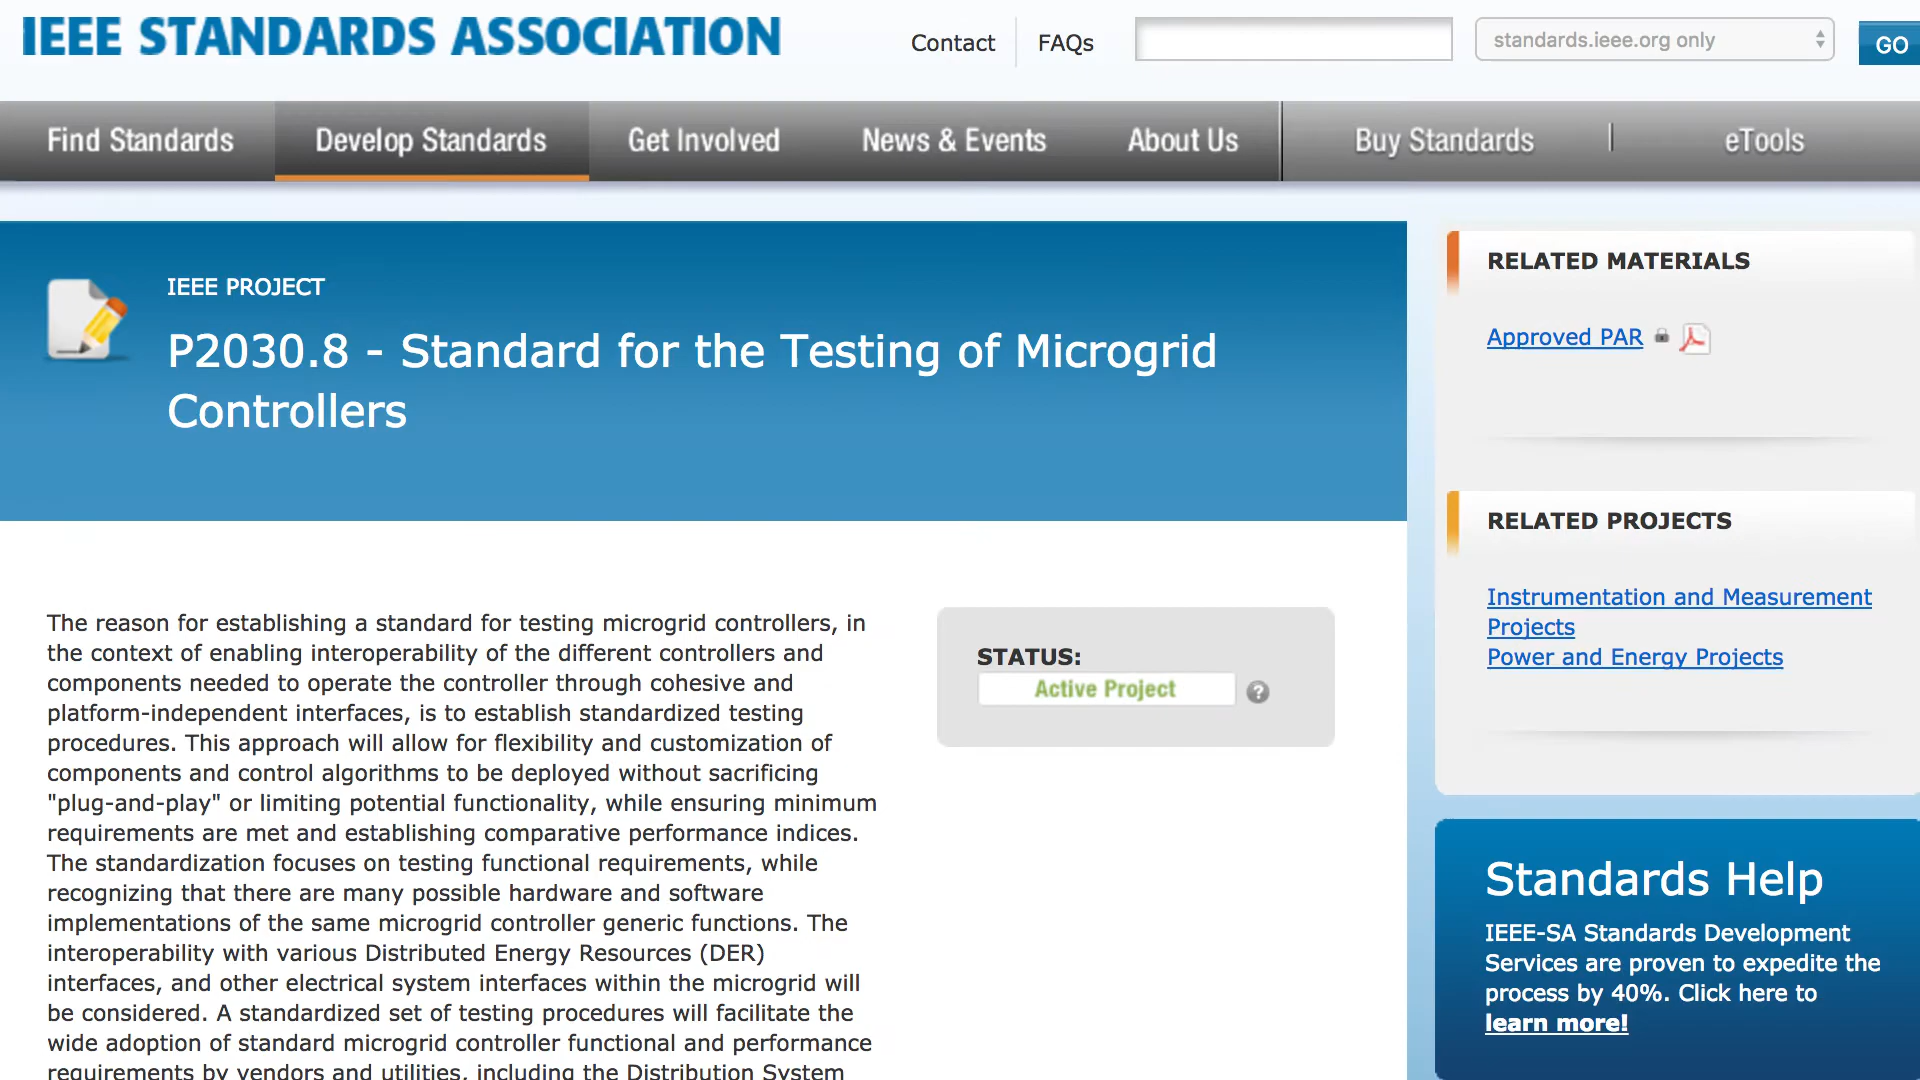 IEEE STANDARDS ASSOCIATION
Contact
FAQs
standards.ieee.org only
GO
Find Standards
Develop Standards
Get Involved
News & Events
About Us
Buy Standards
eTools
IEEE PROJECT
P2030.8 - Standard for the Testing of Microgrid
Controllers
The reason for establishing a standard for testing microgrid controllers, in
the context of enabling interoperability of the different controllers and
components needed to operate the controller through cohesive and
platform-independent interfaces, is to establish standardized testing
procedures. This approach will allow for flexibility and customization of
components and control algorithms to be deployed without sacrificing
"plug-and-play" or limiting potential functionality, while ensuring minimum
requirements are met and establishing comparative performance indices.
The standardization focuses on testing functional requirements, while
recognizing that there are many possible hardware and software
implementations of the same microgrid controller generic functions. The
interoperability with various Distributed Energy Resources (DER)
interfaces, and other electrical system interfaces within the microgrid will
be considered. A standardized set of testing procedures will facilitate the
wide adoption of standard microgrid controller functional and performance
requirements by vendors and utilities, including the Distribution System
STATUS:
Active Project
?
RELATED MATERIALS
Approved PAR
RELATED PROJECTS
Instrumentation and Measurement
Projects
Power and Energy Projects
Standards Help
IEEE-SA Standards Development
Services are proven to expedite the
process by 40%. Click here to
learn more!